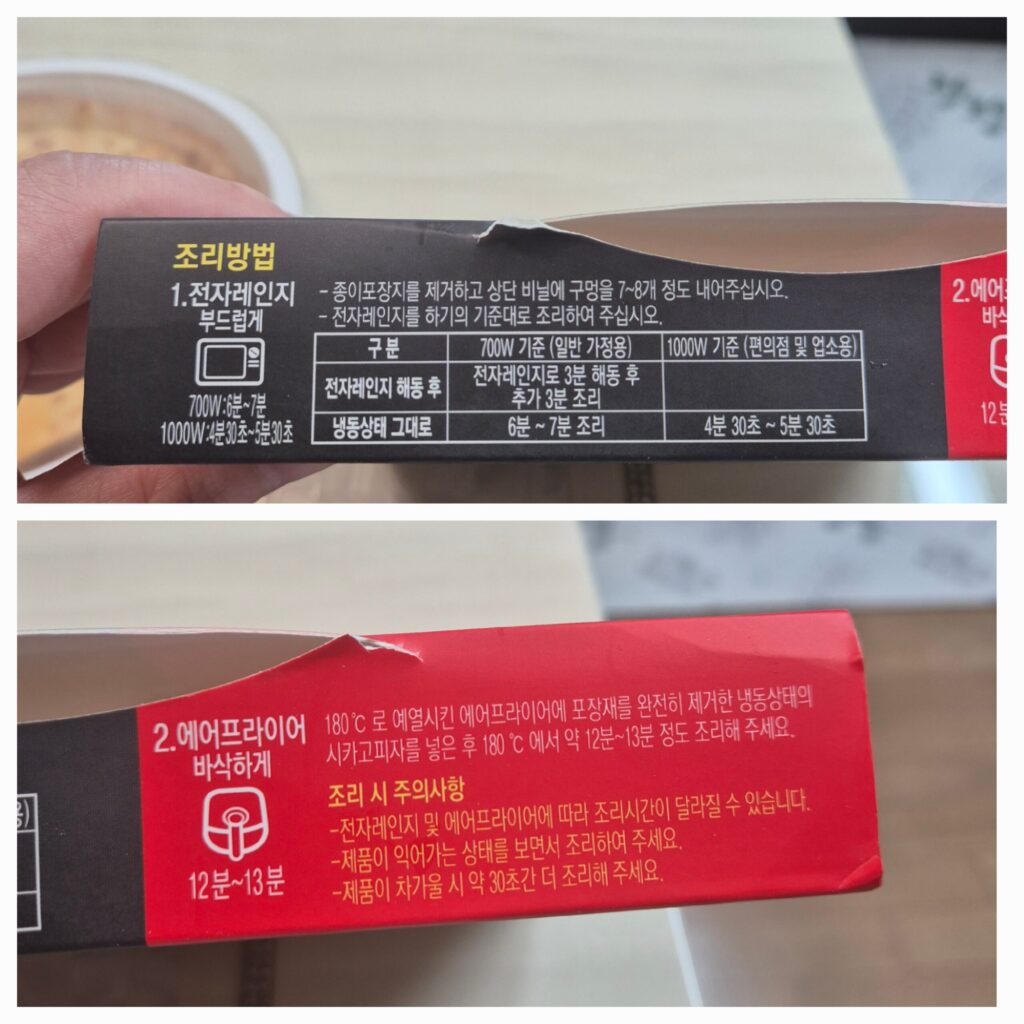 조리방법
1.전자레인지
부드럽게
700W:6분~7분
1000W:4분30초~5분30초
- 종이포장지를 제거하고 상단 비닐에 구멍을 7~8개 정도 내어주십시오.
- 전자레인지를 하기의 기준대로 조리하여 주십시오.
구 분 700W 기준 (일반 가정용) 1000W 기준 (편의점 및 업소용)
전자레인지 해동 후 전자레인지로 3분 해동 후
추가 3분 조리
냉동상태 그대로 6분 ~ 7분 조리 4분 30초 ~ 5분 30초
2.에어
바삭
12분
2.에어프라이어
바삭하게
12분~13분
180℃ 로 예열시킨 에어프라이어에 포장재를 완전히 제거한 냉동상태의
시카고피자를 넣은 후 180 ℃ 에서 약 12분~13분 정도 조리해 주세요.
조리 시 주의사항
-전자레인지 및 에어프라이어에 따라 조리시간이 달라질 수 있습니다.
-제품이 익어가는 상태를 보면서 조리하여 주세요.
-제품이 차가울 시 약 30초간 더 조리해 주세요.